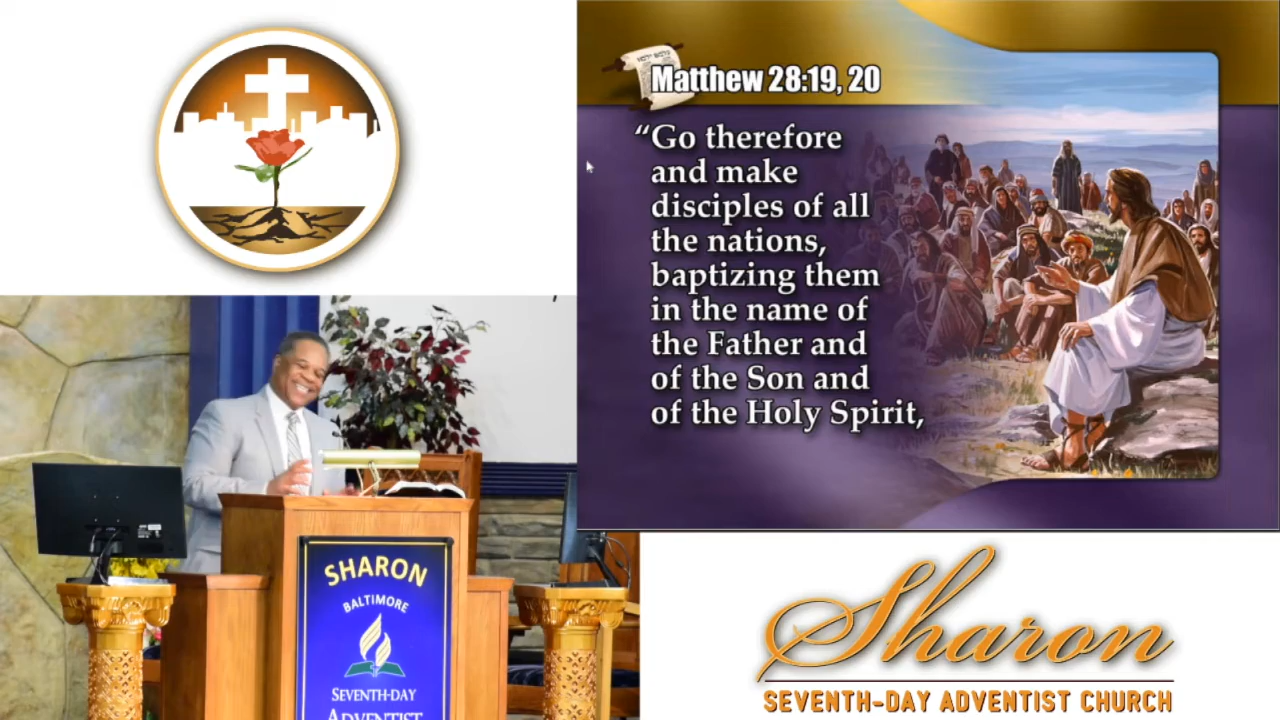 Matthew 28:19, 20
“Go therefore
and make
disciples of all
the nations,
baptizing them
in the name of
the Father and
of the Son and
of the Holy Spirit,
SHARON
BALTIMORE
SEVENTH-DAY
ADVENTIST
Sharon
SEVENTH-DAY ADVENTIST CHURCH